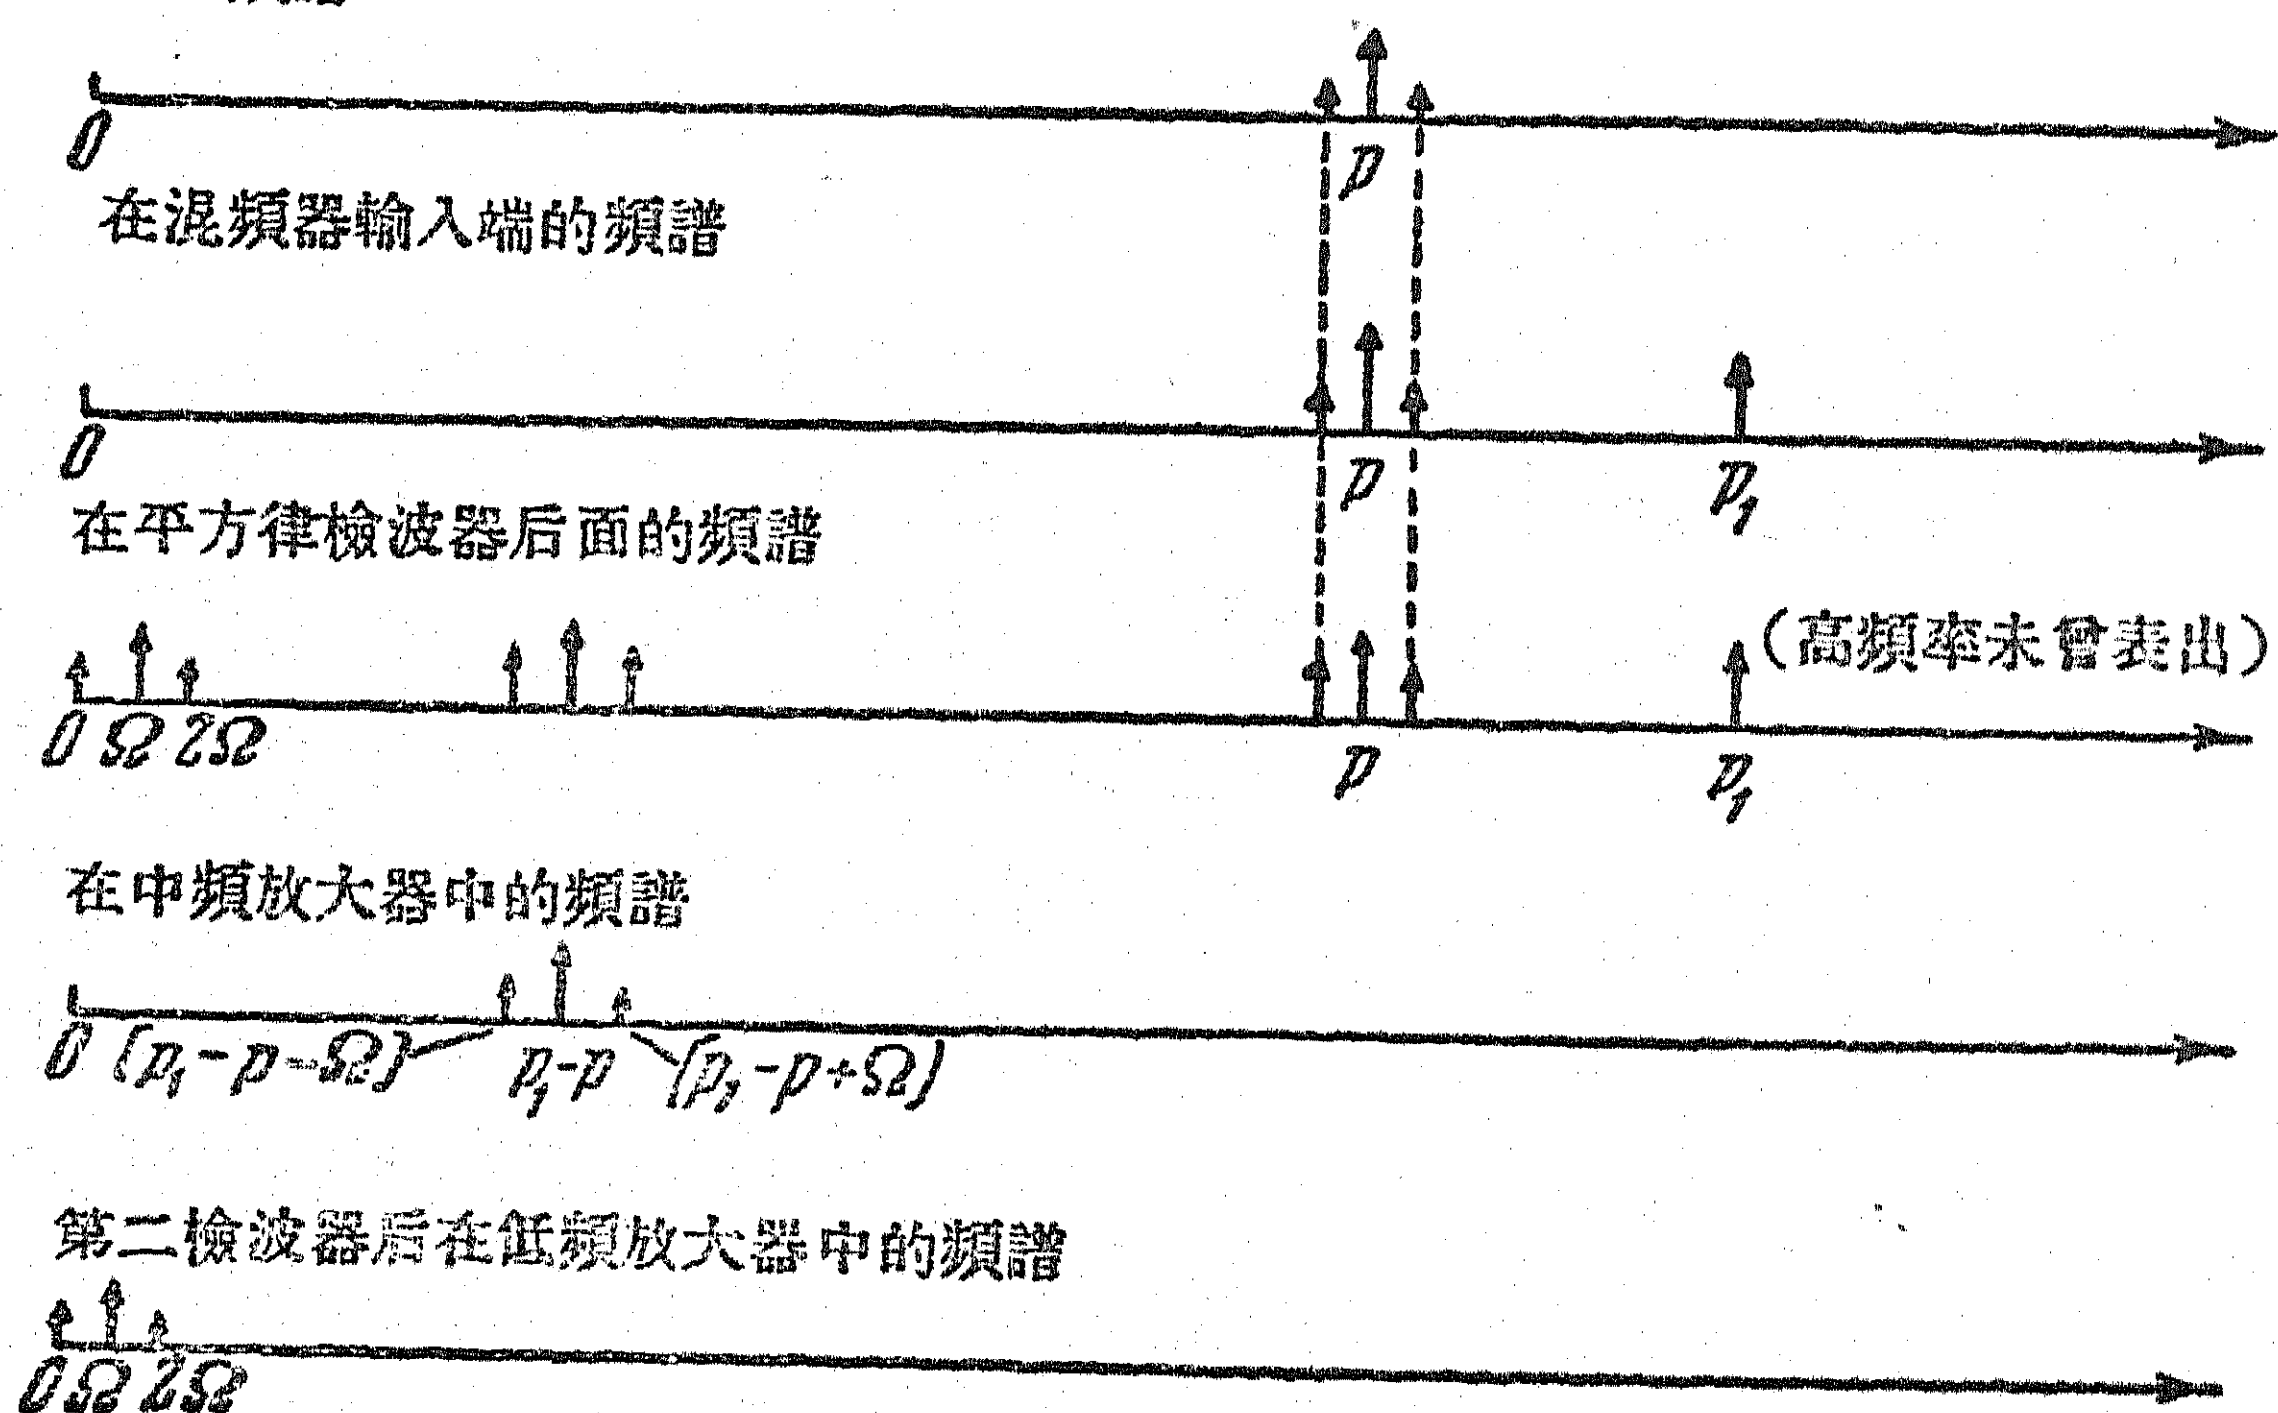 0 p
在混頻器輸入端的頻譜
0 p p₁
在平方律檢波器后面的頻譜
(高頻率未曾表出)
0 Ω 2Ω p p₁
在中頻放大器中的頻譜
0 (p₁-p-Ω) p₁-p (p₁-p+Ω)
第二檢波器后在低頻放大器中的頻譜
0 Ω 2Ω